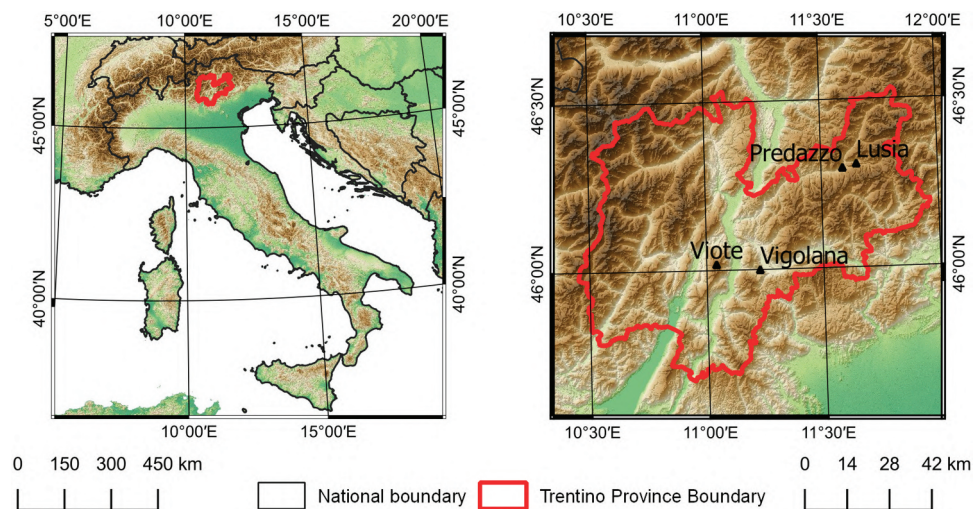 5°00'E 10°00'E 15°00'E 20°00'E
10°30'E 11°00'E 11°30'E 12°00'E
45°00'N
45°00'N
40°00'N
40°00'N
10°00'E 15°00'E
46°30'N
46°30'N
Predazzo Lusia
Viote Vigolana
46°00'N
46°00'N
10°30'E 11°00'E 11°30'E
0 150 300 450 km
0 14 28 42 km
National boundary Trentino Province Boundary